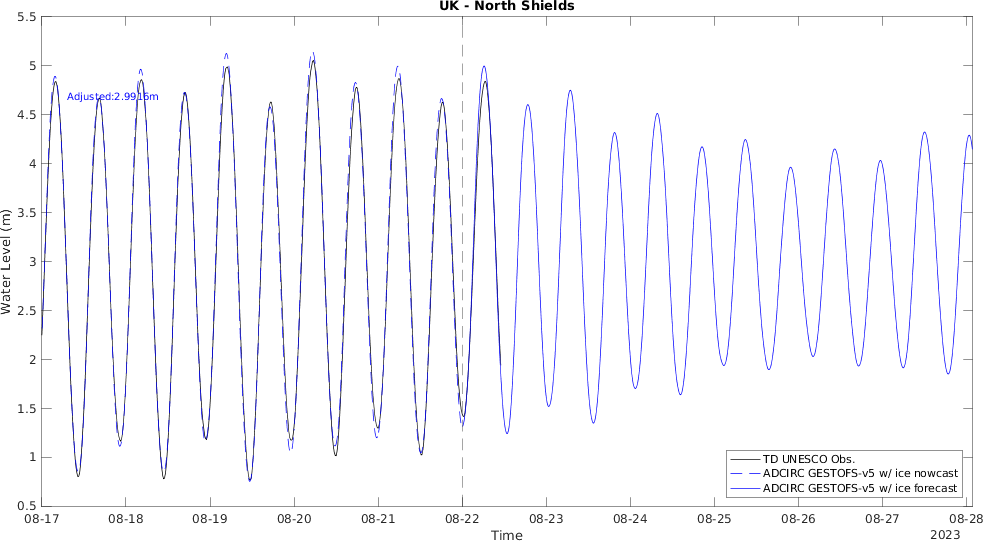 UK - North Shields
5.5
5
4.5
4
3.5
3
2.5
2
1.5
1
0.5
Water Level (m)
Adjusted:2.9916m
TD UNESCO Obs.
ADCIRC GESTOFS-v5 w/ ice nowcast
ADCIRC GESTOFS-v5 w/ ice forecast
08-17 08-18 08-19 08-20 08-21 08-22 08-23 08-24 08-25 08-26 08-27 08-28
Time
2023